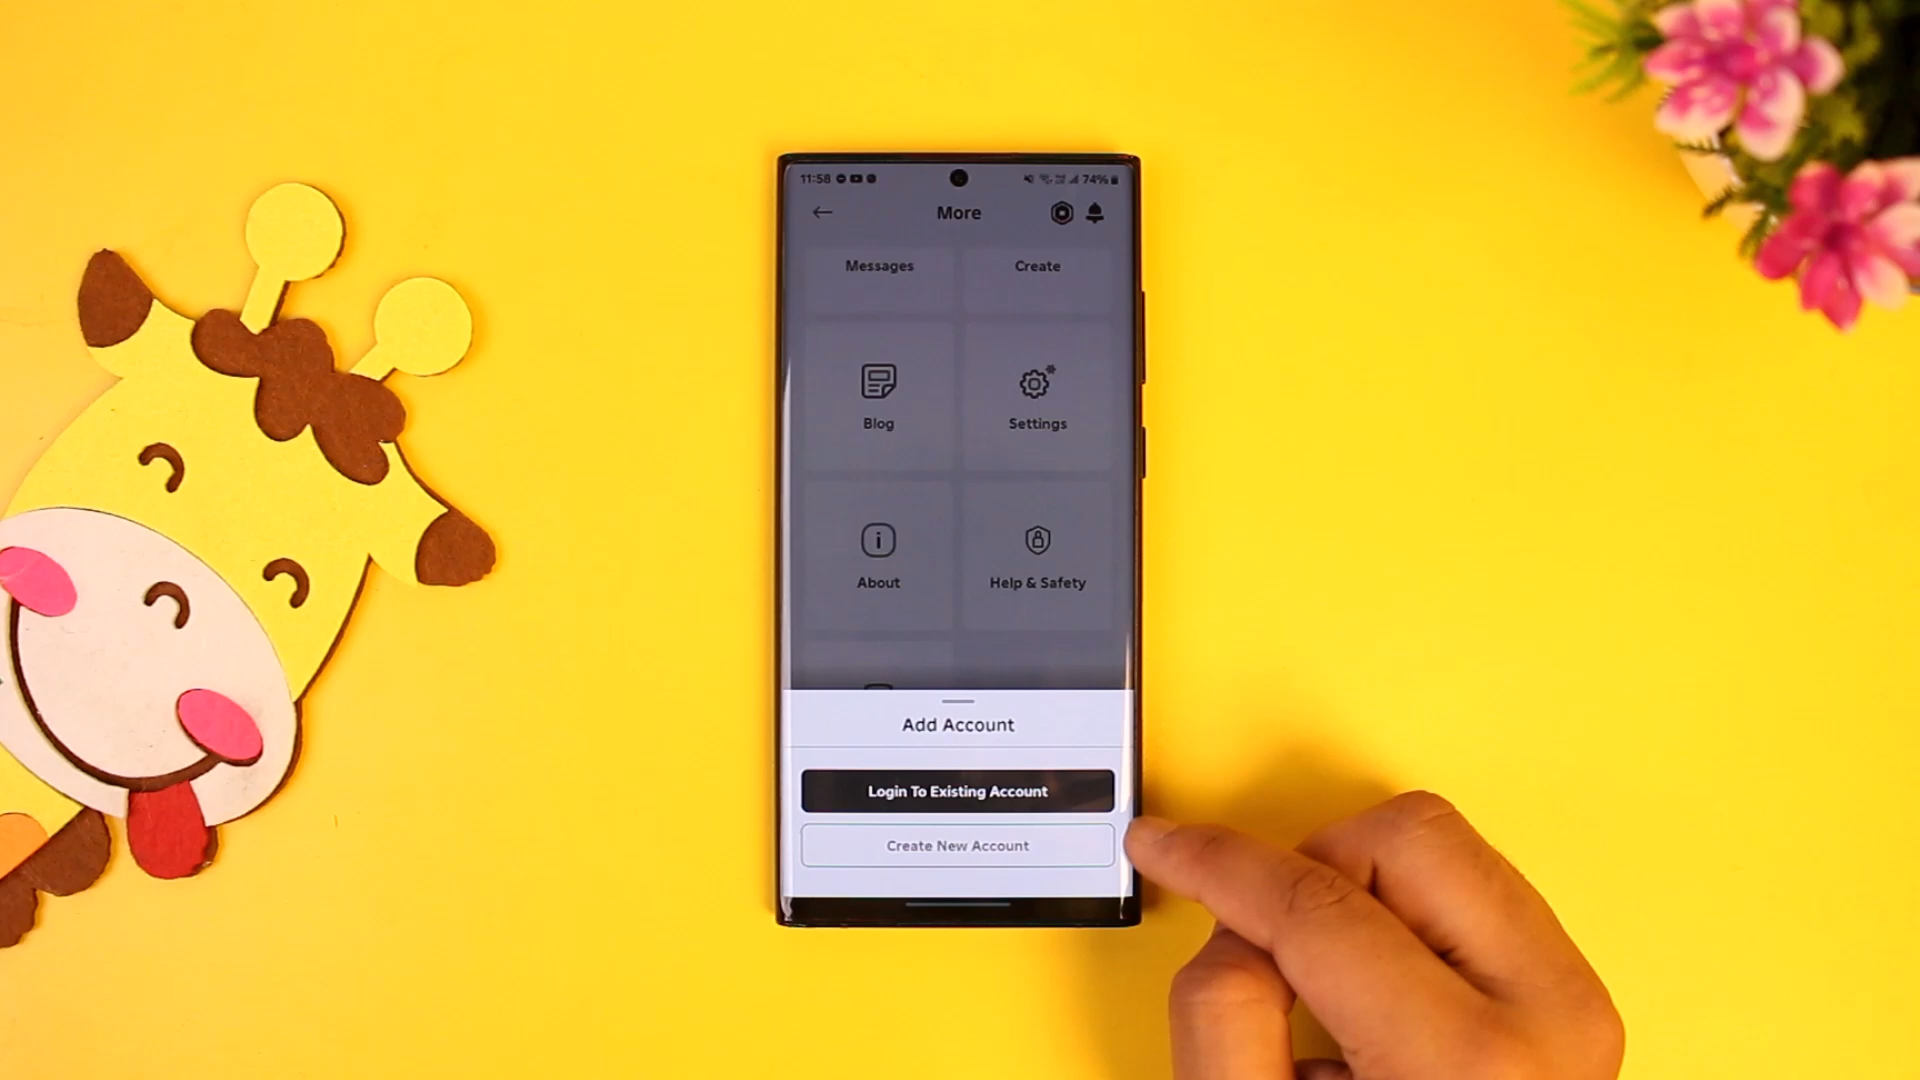 11:58
74%
More
Messages
Create
Blog
Settings
About
Help & Safety
Add Account
Login To Existing Account
Create New Account